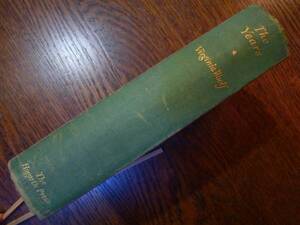 The
Years
Virginia Woolf
The
Hogarth Press